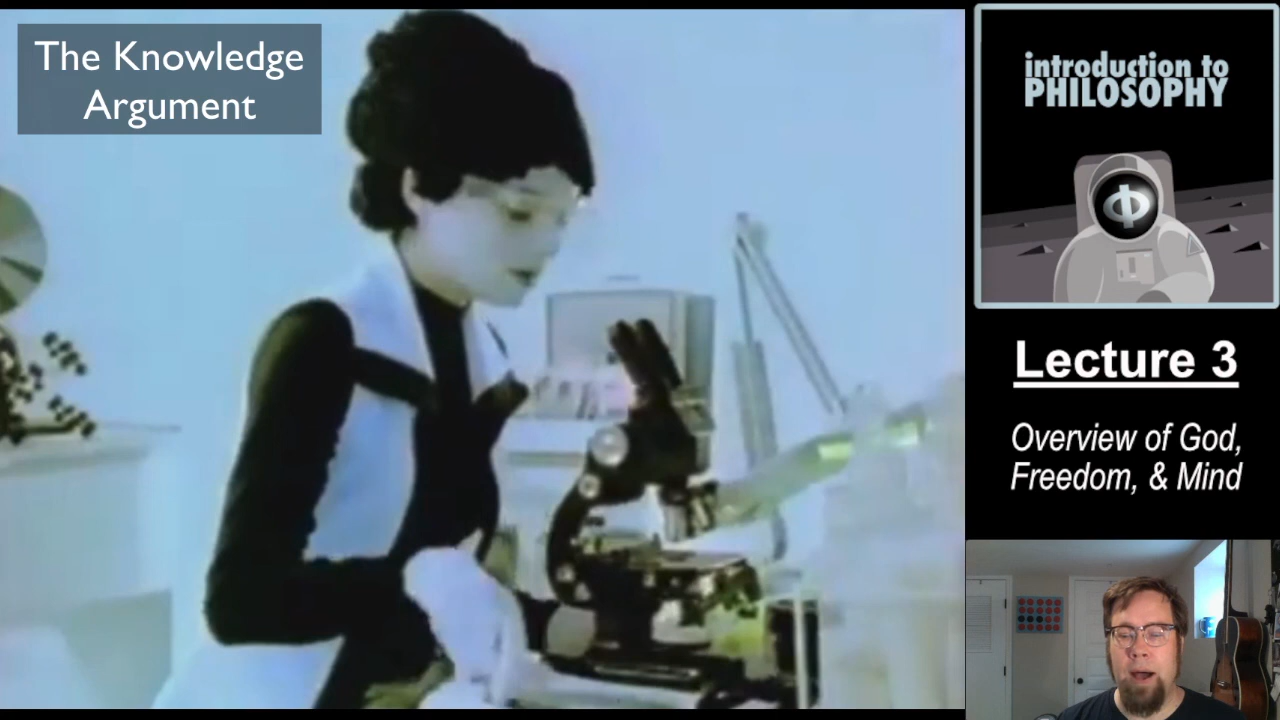 The Knowledge
Argument
introduction to
PHILOSOPHY
Φ
Lecture 3
Overview of God,
Freedom, & Mind